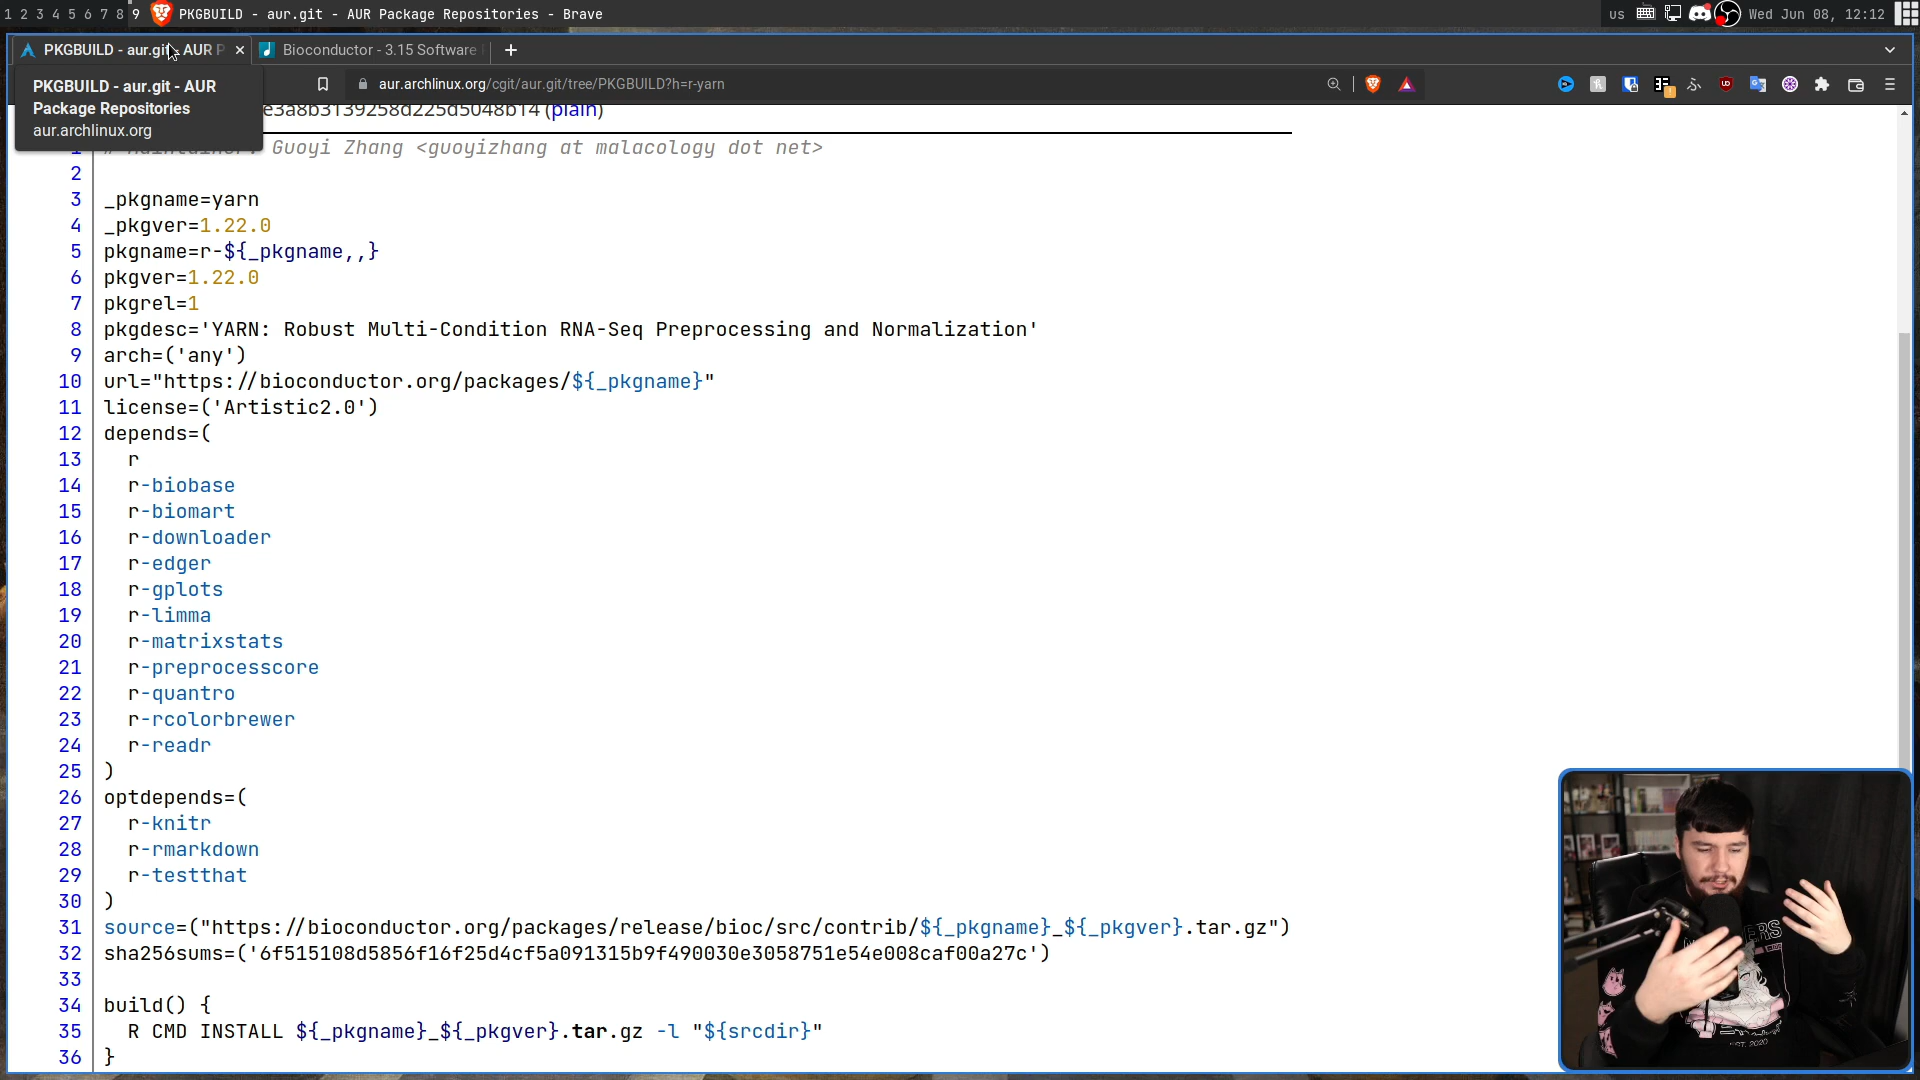 1 2 3 4 5 6 7 8 9 PKGBUILD - aur.git - AUR Package Repositories - Brave
us Wed Jun 08, 12:12
PKGBUILD - aur.git - AUR P
Bioconductor - 3.15 Software
aur.archlinux.org/cgit/aur.git/tree/PKGBUILD?h=r-yarn
PKGBUILD - aur.git - AUR
Package Repositories
aur.archlinux.org
e3a8b3139258d225d5048b14 (plain)
1 # Maintainer: Guoyi Zhang <guoyizhang at malacology dot net>
2
3 _pkgname=yarn
4 _pkgver=1.22.0
5 pkgname=r-${_pkgname,,}
6 pkgver=1.22.0
7 pkgrel=1
8 pkgdesc='YARN: Robust Multi-Condition RNA-Seq Preprocessing and Normalization'
9 arch=('any')
10 url="https://bioconductor.org/packages/${_pkgname}"
11 license=('Artistic2.0')
12 depends=(
13 r
14 r-biobase
15 r-biomart
16 r-downloader
17 r-edger
18 r-gplots
19 r-limma
20 r-matrixstats
21 r-preprocesscore
22 r-quantro
23 r-rcolorbrewer
24 r-readr
25 )
26 optdepends=(
27 r-knitr
28 r-rmarkdown
29 r-testthat
30 )
31 source=("https://bioconductor.org/packages/release/bioc/src/contrib/${_pkgname}_${_pkgver}.tar.gz")
32 sha256sums=('6f515108d5856f16f25d4cf5a091315b9f490030e3058751e54e008caf00a27c')
33
34 build() {
35 R CMD INSTALL ${_pkgname}_${_pkgver}.tar.gz -l "${srcdir}"
36 }
EST. 2020